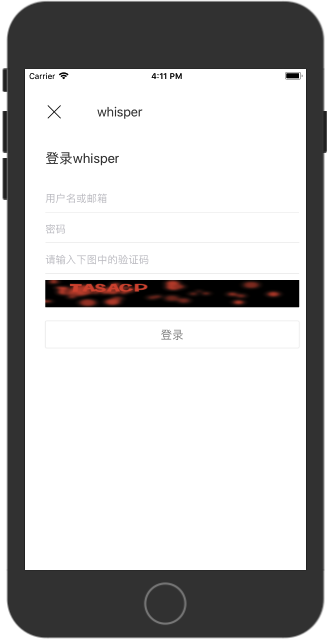 Carrier 4:11 PM
whisper
登录whisper
用户名或邮箱
密码
请输入下图中的验证码
TASACP
登录